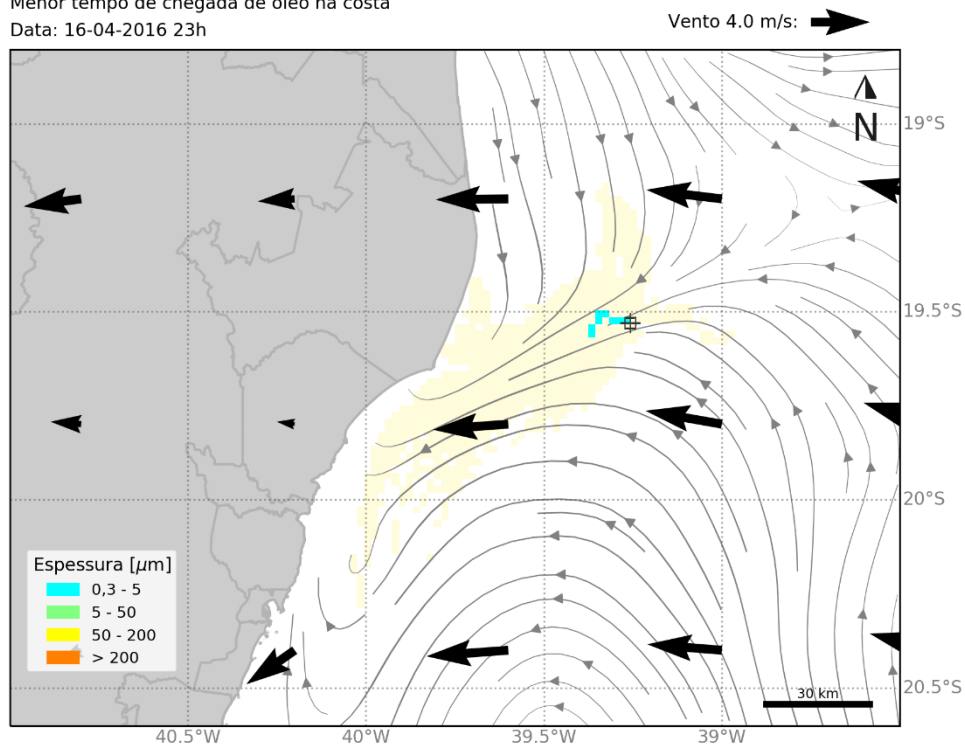 Menor tempo de chegada de óleo na costa
Data: 16-04-2016 23h
Vento 4.0 m/s:
N
19°S
19.5°S
20°S
20.5°S
Espessura [μm]
0,3 - 5
5 - 50
50 - 200
> 200
30 km
40.5°W
40°W
39.5°W
39°W